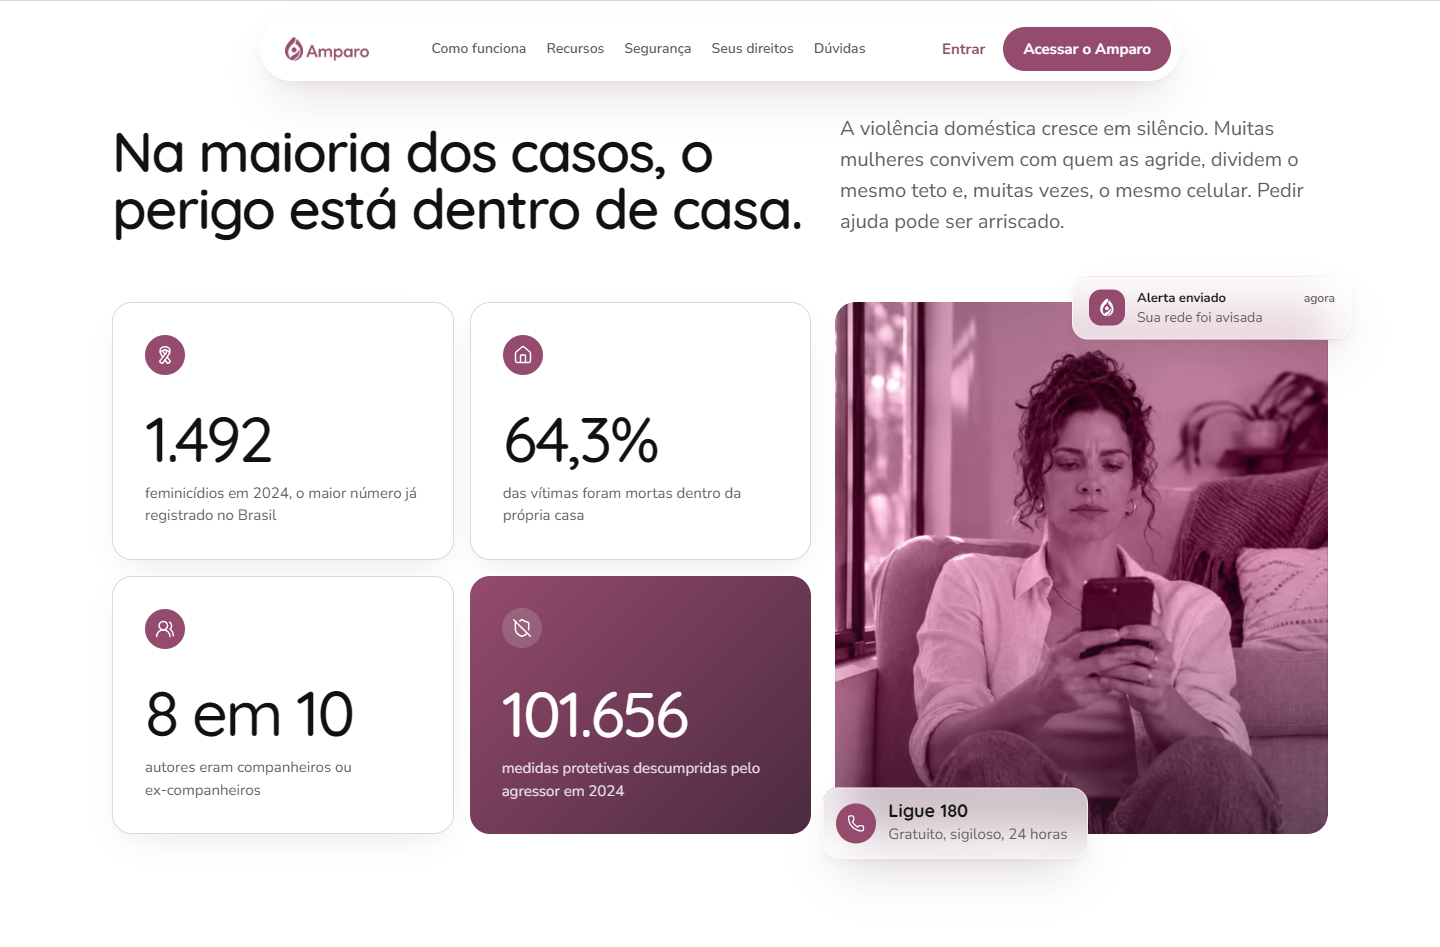 Amparo
Como funciona
Recursos
Segurança
Seus direitos
Dúvidas
Entrar
Acessar o Amparo
Na maioria dos casos, o
perigo está dentro de casa.
A violência doméstica cresce em silêncio. Muitas
mulheres convivem com quem as agride, dividem o
mesmo teto e, muitas vezes, o mesmo celular. Pedir
ajuda pode ser arriscado.
Alerta enviado
agora
Sua rede foi avisada
1.492
feminicídios em 2024, o maior número já
registrado no Brasil
64,3%
das vítimas foram mortas dentro da
própria casa
8 em 10
autores eram companheiros ou
ex-companheiros
101.656
medidas protetivas descumpridas pelo
agressor em 2024
Ligue 180
Gratuito, sigiloso, 24 horas